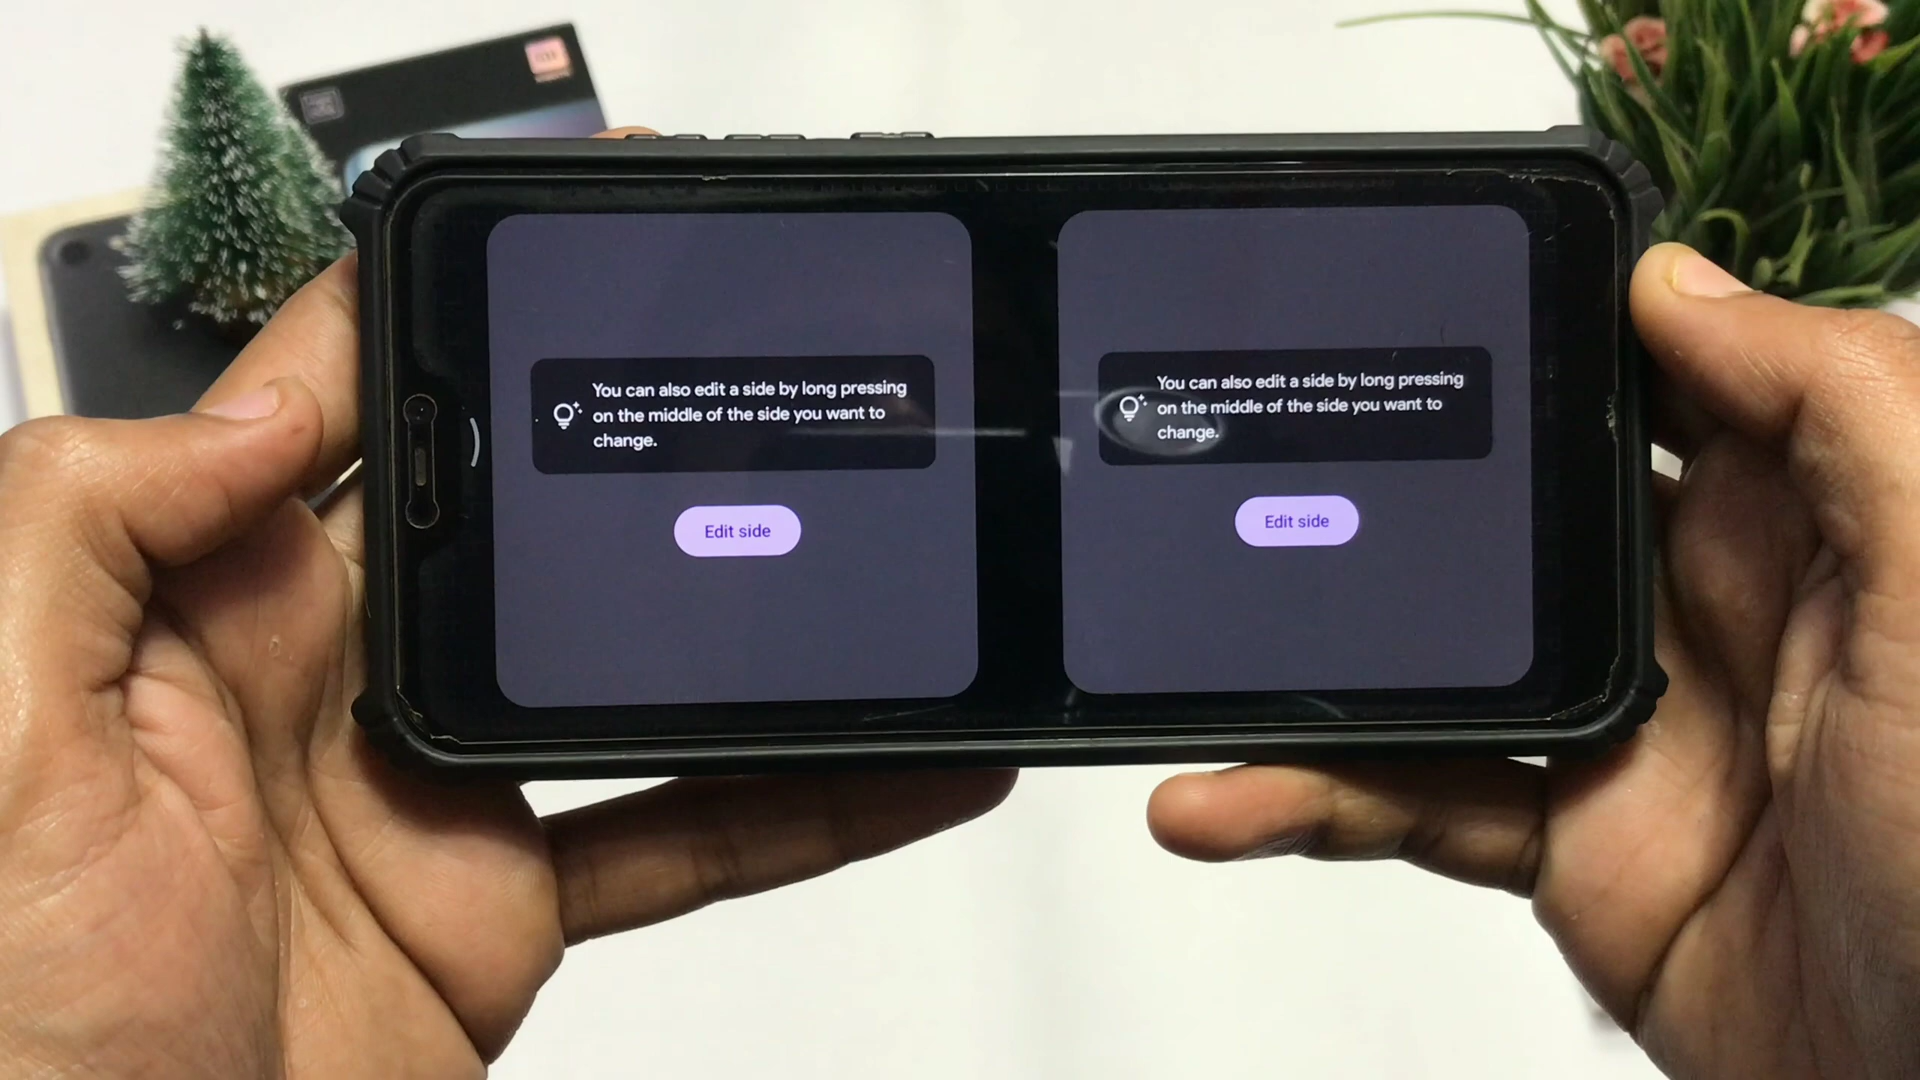 You can also edit a side by long pressing
on the middle of the side you want to
change.
Edit side
You can also edit a side by long pressing
on the middle of the side you want to
change.
Edit side